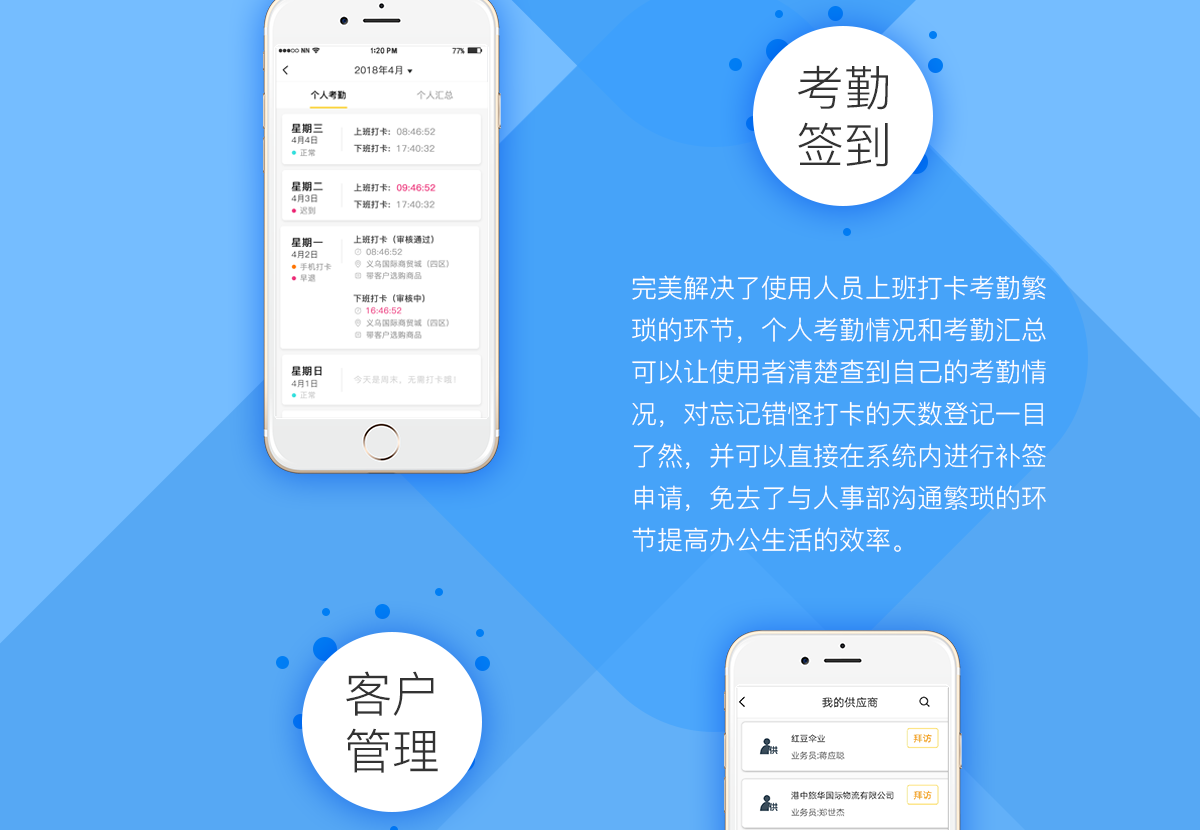 ●●●○○ NN 1:20 PM 77%
2018年4月
个人考勤 个人汇总
星期三
4月4日
正常
上班打卡： 08:46:52
下班打卡： 17:40:32
星期二
4月3日
迟到
上班打卡： 09:46:52
下班打卡： 17:40:32
星期一
4月2日
手机打卡
早退
上班打卡（审核通过）
08:46:52
义乌国际商贸城（四区）
带客户选购商品
下班打卡（审核中）
16:46:52
义乌国际商贸城（四区）
带客户选购商品
星期日
4月1日
正常
今天是周末，无需打卡哦！
考勤
签到
完美解决了使用人员上班打卡考勤繁
琐的环节，个人考勤情况和考勤汇总
可以让使用者清楚查到自己的考勤情
况，对忘记错怪打卡的天数登记一目
了然，并可以直接在系统内进行补签
申请，免去了与人事部沟通繁琐的环
节提高办公生活的效率。
客户
管理
我的供应商
供
红豆伞业
业务员:蒋应聪
拜访
供
港中旅华国际物流有限公司
业务员:郑世杰
拜访